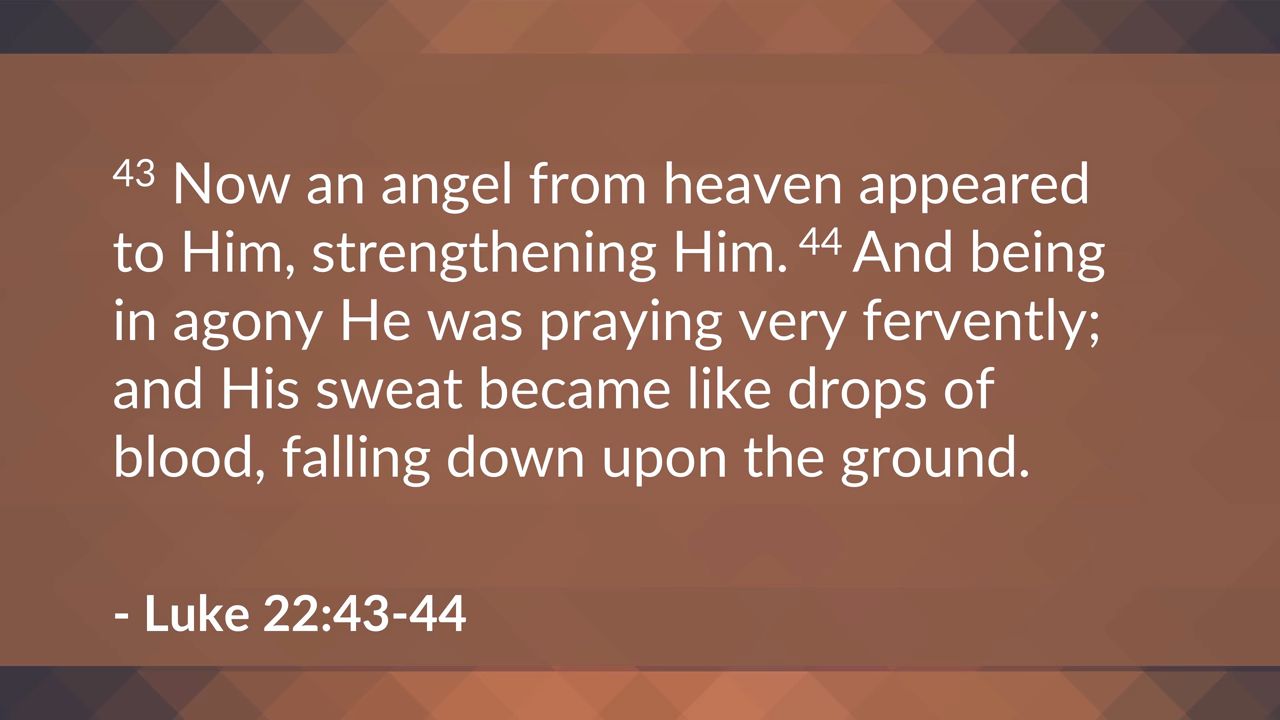 43 Now an angel from heaven appeared
to Him, strengthening Him. 44 And being
in agony He was praying very fervently;
and His sweat became like drops of
blood, falling down upon the ground.
- Luke 22:43-44